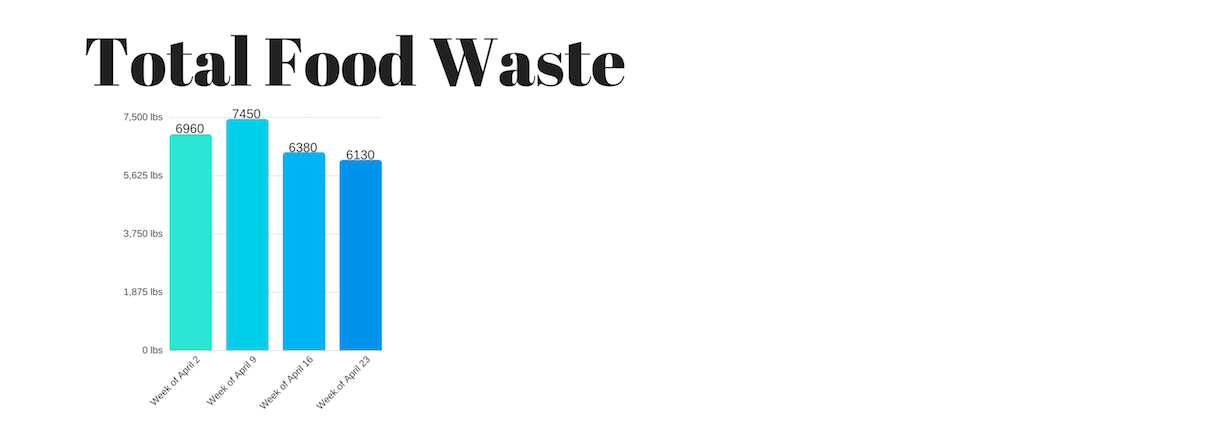 Total Food Waste
7,500 lbs
5,625 lbs
3,750 lbs
1,875 lbs
0 lbs
6960
7450
6380
6130
Week of April 2
Week of April 9
Week of April 16
Week of April 23